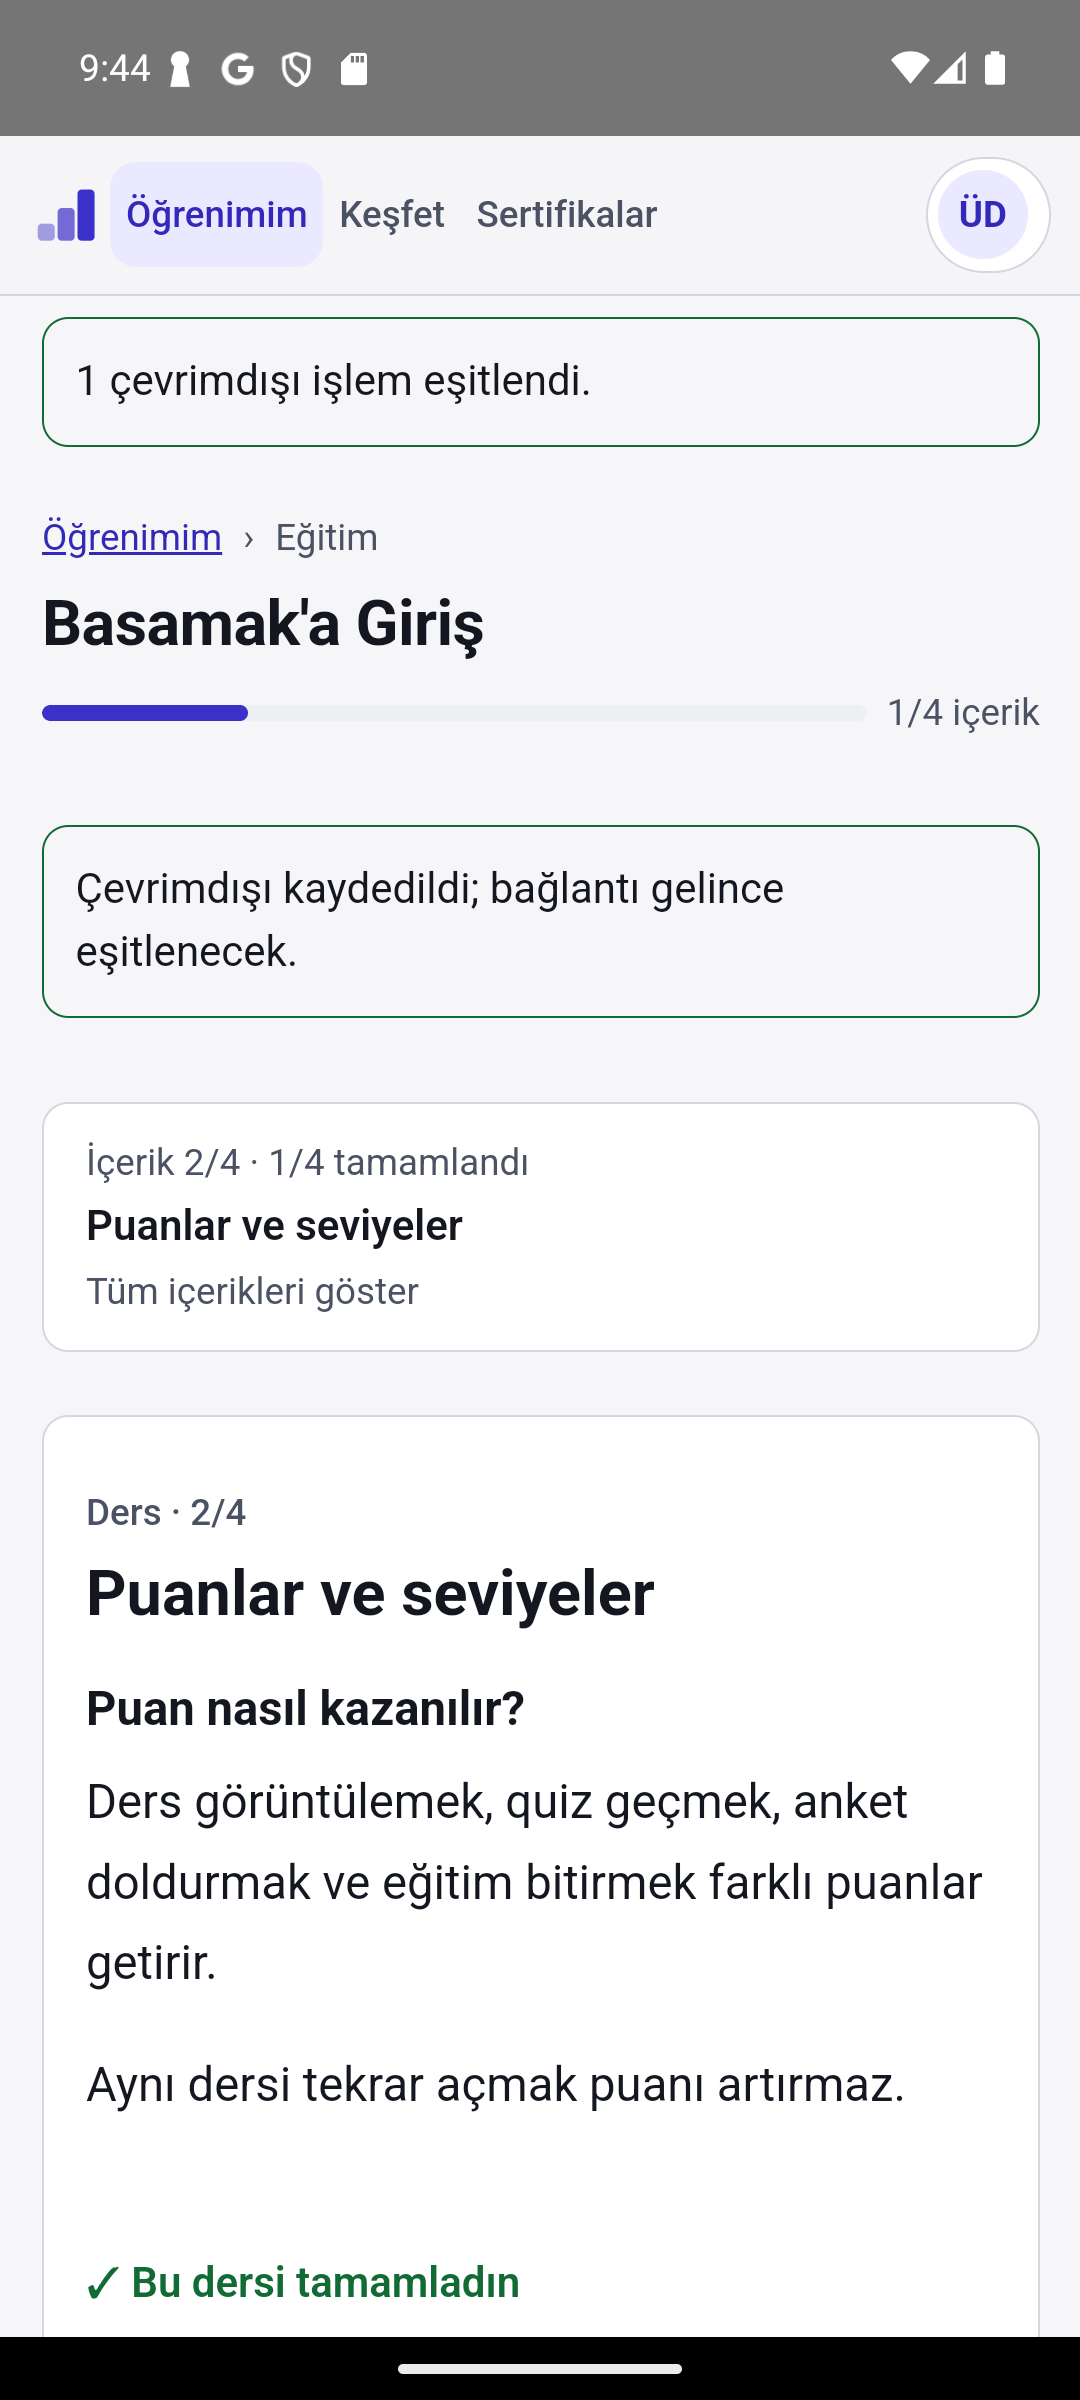 9:44
Öğrenimim Keşfet Sertifikalar ÜD
1 çevrimdışı işlem eşitlendi.
Öğrenimim › Eğitim
Basamak'a Giriş
1/4 içerik
Çevrimdışı kaydedildi; bağlantı gelince
eşitlenecek.
İçerik 2/4 · 1/4 tamamlandı
Puanlar ve seviyeler
Tüm içerikleri göster
Ders · 2/4
Puanlar ve seviyeler
Puan nasıl kazanılır?
Ders görüntülemek, quiz geçmek, anket
doldurmak ve eğitim bitirmek farklı puanlar
getirir.
Aynı dersi tekrar açmak puanı artırmaz.
✓ Bu dersi tamamladın